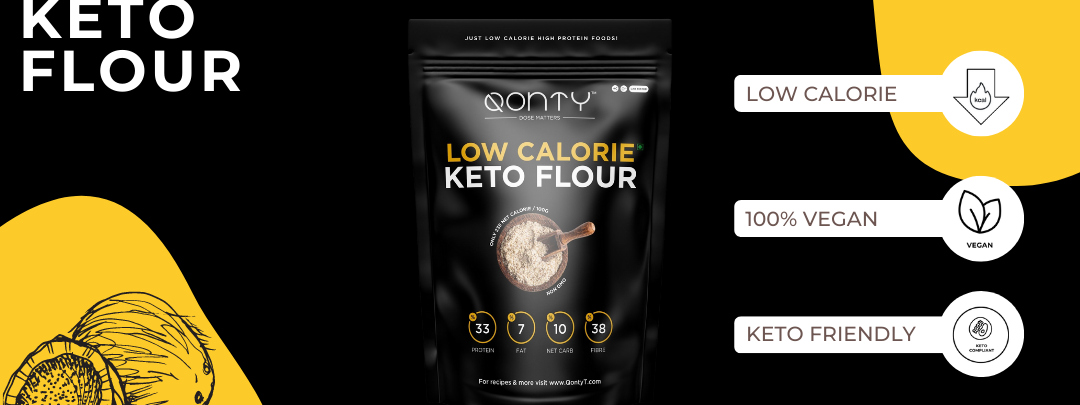 KETO
FLOUR
JUST LOW CALORIE HIGH PROTEIN FOODS!
QONTY
DOSE MATTERS
LOW CALORIE
KETO FLOUR
NON GMO
33
7
10
38
PROTEIN
FAT
NET CARB
FIBRE
For recipes & more visit www.QontyT.com
LOW CALORIE
kcal
100% VEGAN
VEGAN
KETO FRIENDLY
KETO
COMPLIANT